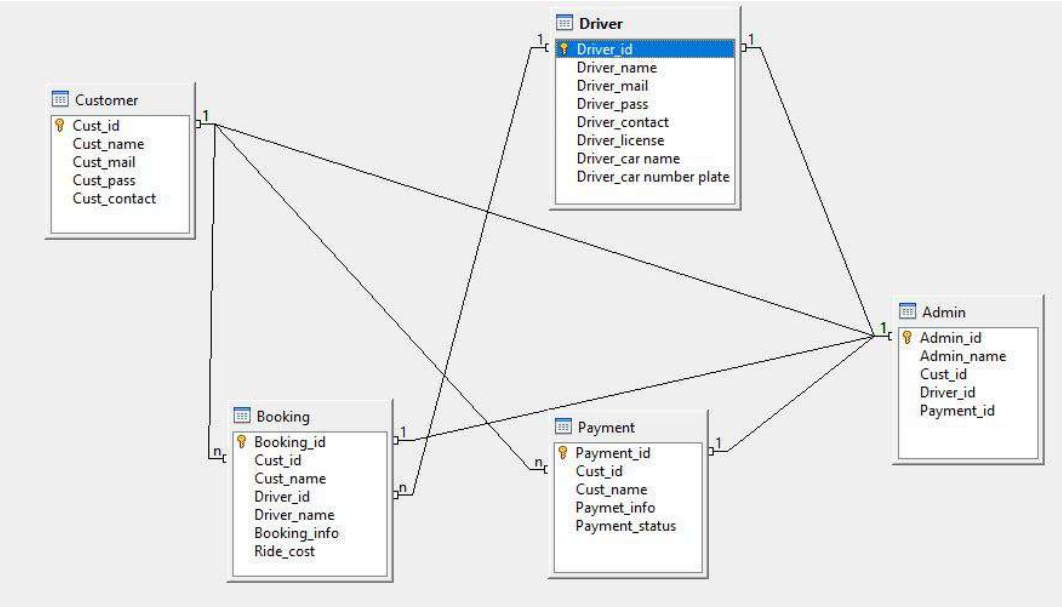 Driver
1
1
Driver_id
Driver_name
Driver_mail
Driver_pass
Driver_contact
Driver_license
Driver_car name
Driver_car number plate
Customer
1
Cust_id
Cust_name
Cust_mail
Cust_pass
Cust_contact
Admin
1
Admin_id
Admin_name
Cust_id
Driver_id
Payment_id
Booking
1
n
n
Booking_id
Cust_id
Cust_name
Driver_id
Driver_name
Booking_info
Ride_cost
Payment
1
n
Payment_id
Cust_id
Cust_name
Paymet_info
Payment_status